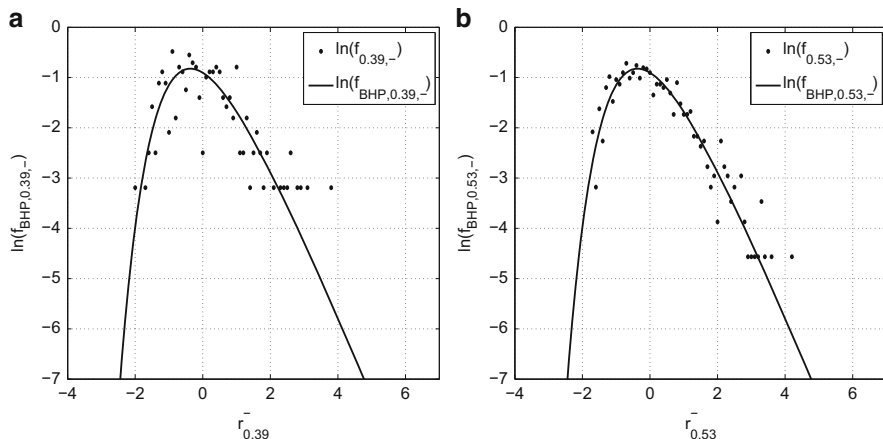 a
0
−1
−2
−3
−4
−5
−6
−7
−4 −2 0 2 4 6
ln(f_BHP,0.39,−)
r⁻_0.39
ln(f_0.39,−)
ln(f_BHP,0.39,−)
b
0
−1
−2
−3
−4
−5
−6
−7
−4 −2 0 2 4 6
ln(f_BHP,0.53,−)
r⁻_0.53
ln(f_0.53,−)
ln(f_BHP,0.53,−)